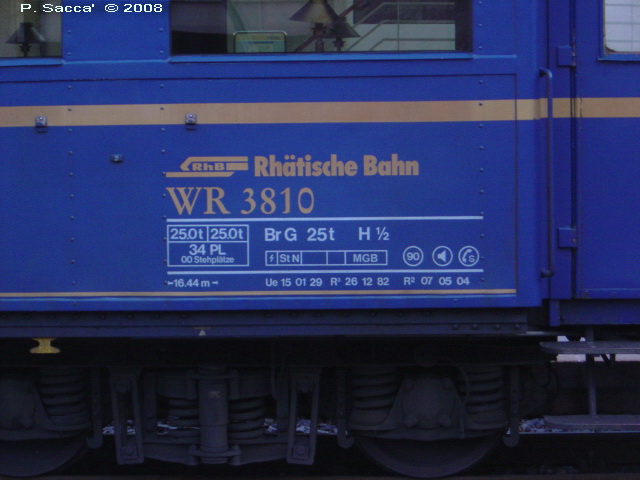 P. Sacca' © 2008
RhB Rhätische Bahn
WR 3810
25.0t 25.0t BrG 25t H ½
34 PL
00 Stehplätze
f StN MGB 90 S
16.44 m Ue 15 01 29 R¹ 26 12 82 R² 07 05 04